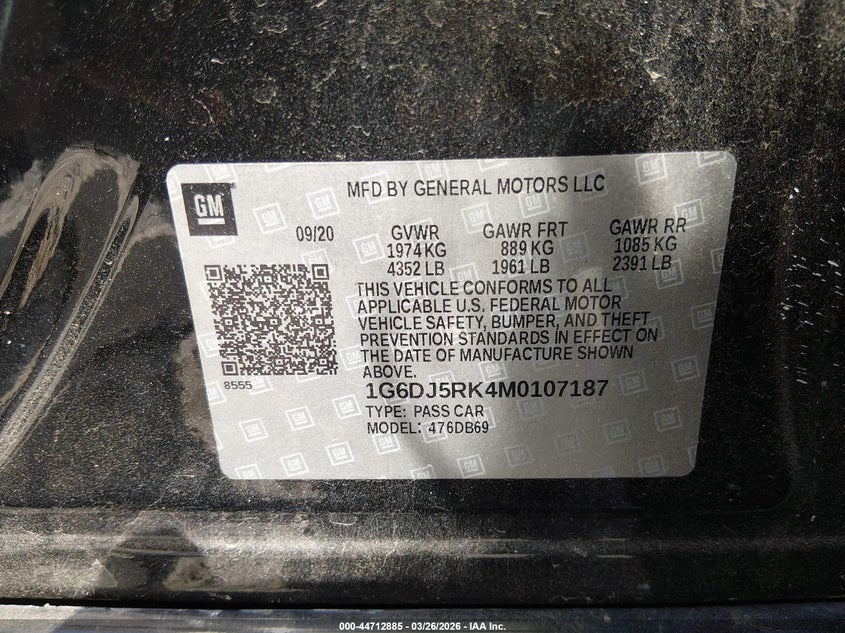 GM
MFD BY GENERAL MOTORS LLC
09/20 GVWR GAWR FRT GAWR RR
1974 KG 889 KG 1085 KG
4352 LB 1961 LB 2391 LB
THIS VEHICLE CONFORMS TO ALL
APPLICABLE U.S. FEDERAL MOTOR
VEHICLE SAFETY, BUMPER, AND THEFT
PREVENTION STANDARDS IN EFFECT ON
THE DATE OF MANUFACTURE SHOWN
ABOVE.
8555
1G6DJ5RK4M0107187
TYPE: PASS CAR
MODEL: 476DB69
000-44712885 - 03/26/2026 - IAA Inc.